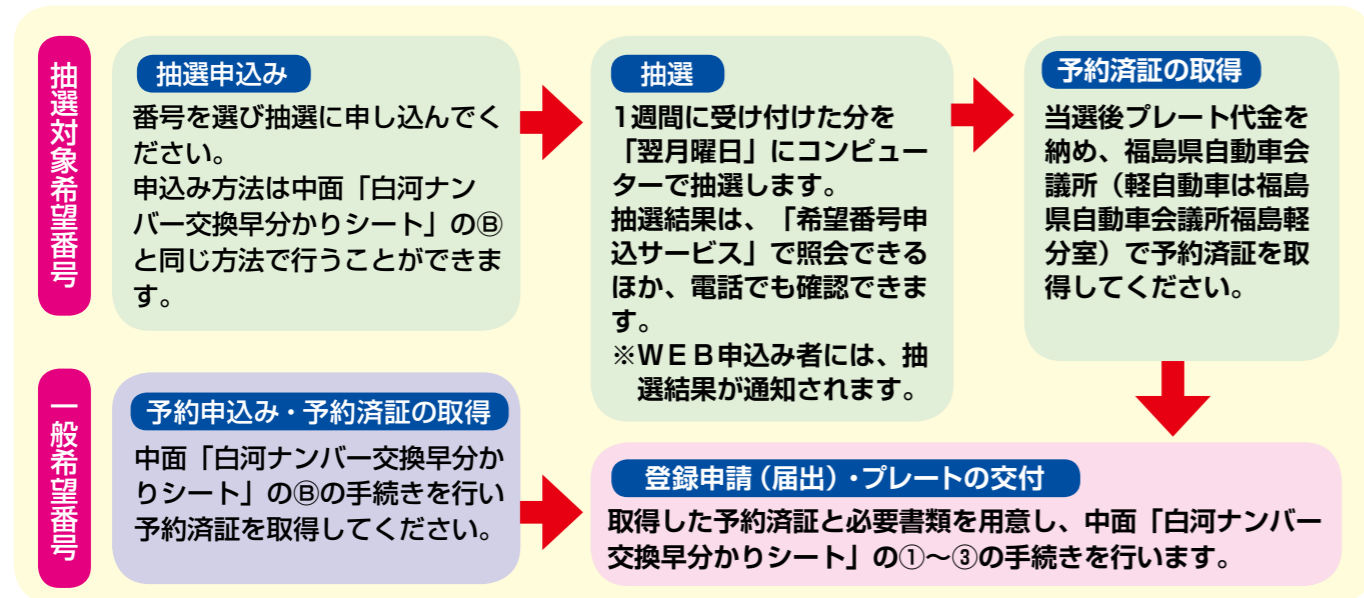 抽選対象希望番号
抽選申込み
番号を選び抽選に申し込んでく
ださい。
申込み方法は中面「白河ナン
バー交換早分かりシート」のⒷ
と同じ方法で行うことができま
す。
抽選
1週間に受け付けた分を
「翌月曜日」にコンピュー
ターで抽選します。
抽選結果は、「希望番号申
込サービス」で照会できる
ほか、電話でも確認できま
す。
※ＷＥＢ申込み者には、抽
選結果が通知されます。
予約済証の取得
当選後プレート代金を
納め、福島県自動車会
議所（軽自動車は福島
県自動車会議所福島軽
分室）で予約済証を取
得してください。
一般希望番号
予約申込み・予約済証の取得
中面「白河ナンバー交換早分か
りシート」のⒷの手続きを行い
予約済証を取得してください。
登録申請（届出）・プレートの交付
取得した予約済証と必要書類を用意し、中面「白河ナンバー
交換早分かりシート」の①～③の手続きを行います。